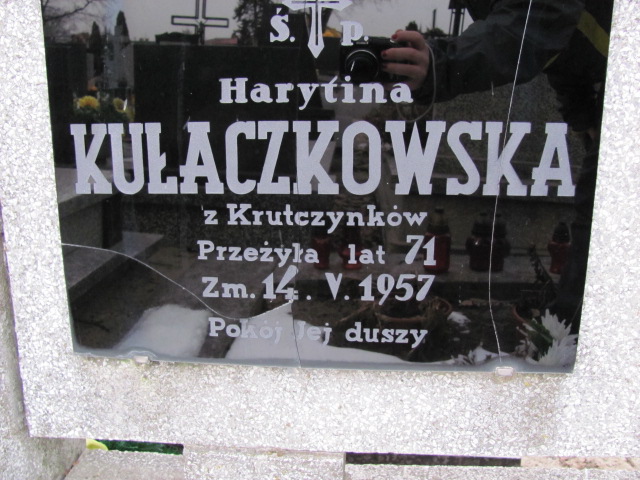 Ś. P.
Harytina
KUŁACZKOWSKA
z Krutczynków
Przeżyła lat 71
Zm. 14. V. 1957
Pokój Jej duszy